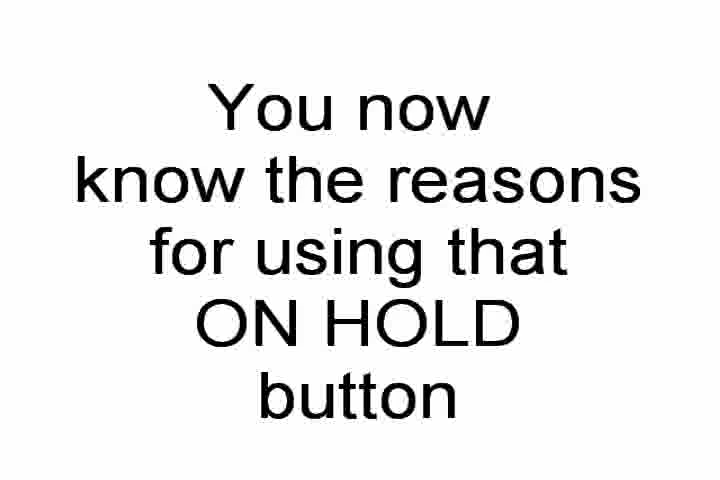 You now
know the reasons
for using that
ON HOLD
button